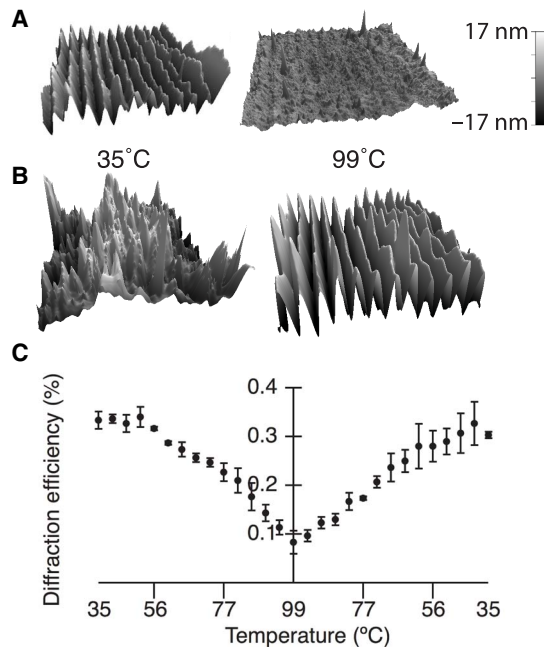 A
17 nm
−17 nm
35˚C
99˚C
B
C
Diffraction efficiency (%)
0.4
0.3
0.2
0.1
35
56
77
99
77
56
35
Temperature (ºC)